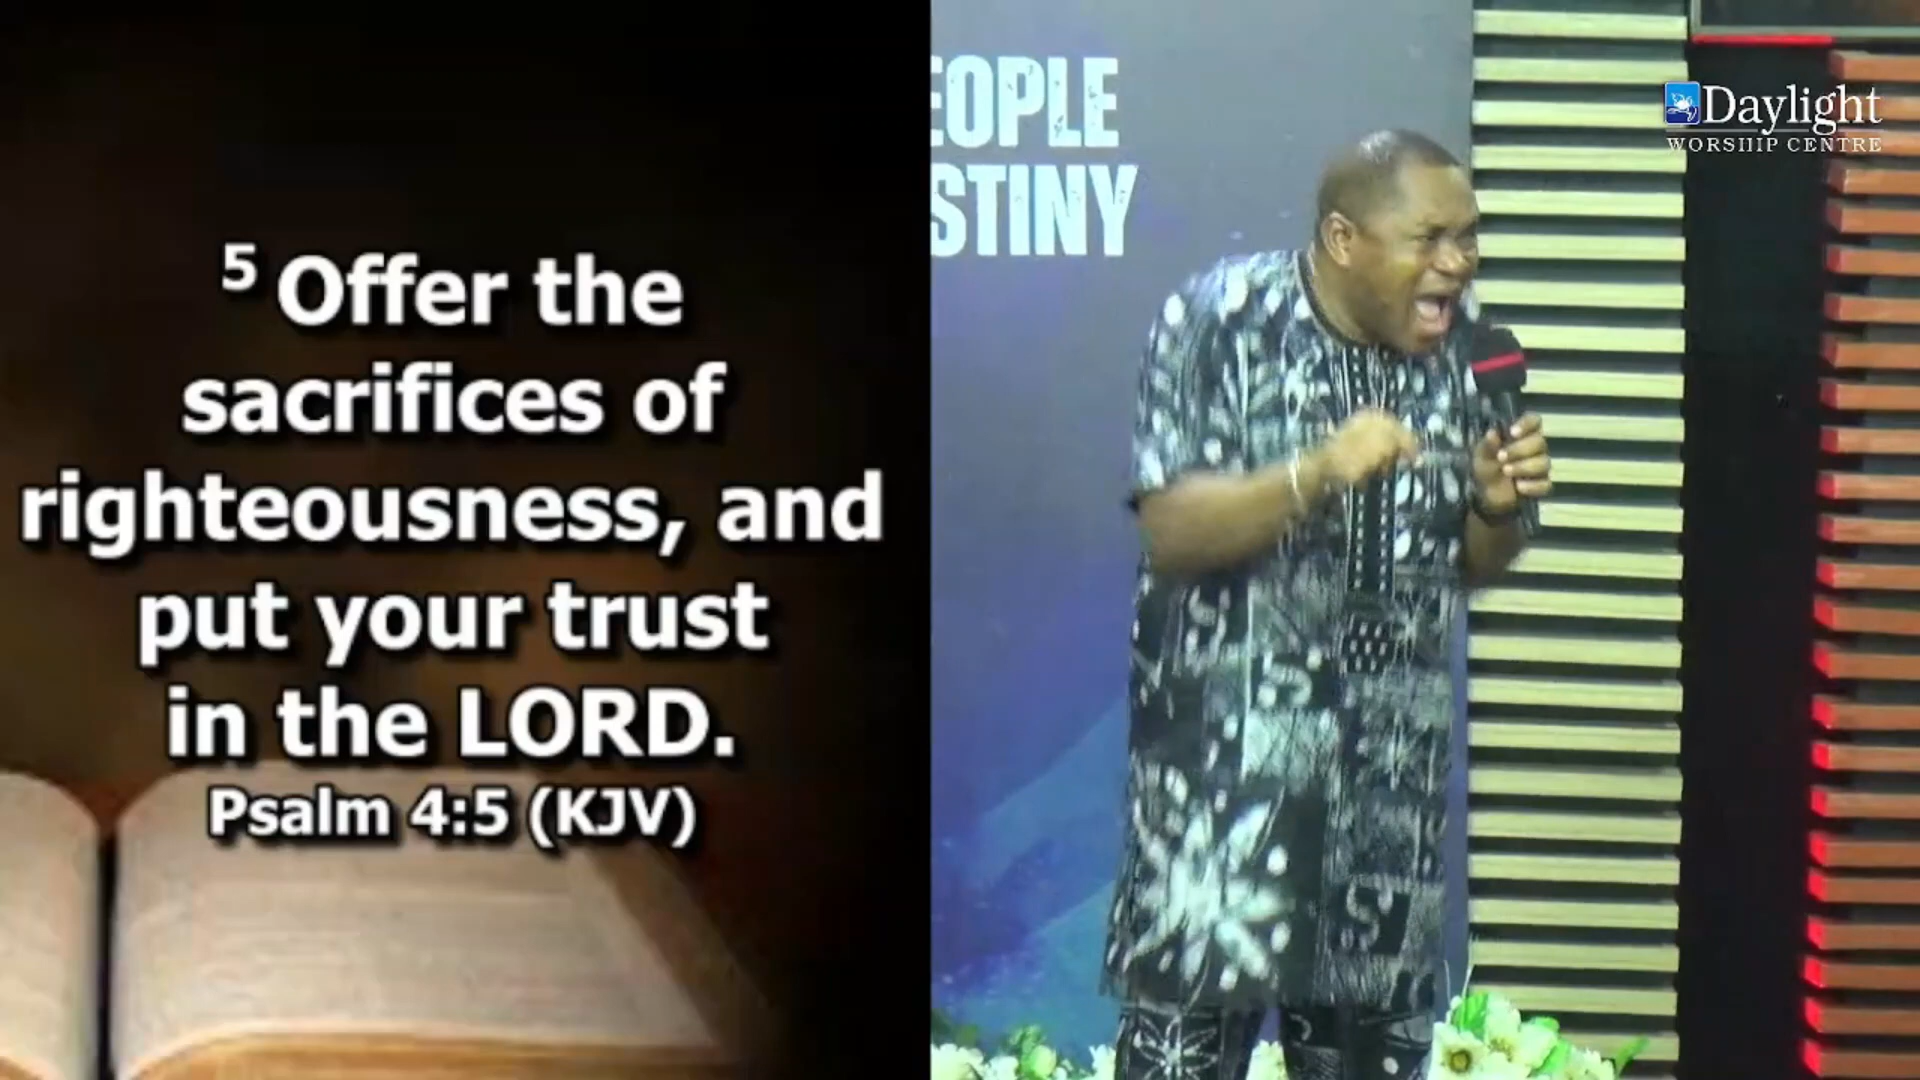 5 Offer the
sacrifices of
righteousness, and
put your trust
in the LORD.
Psalm 4:5 (KJV)
EOPLE
STINY
Daylight
WORSHIP CENTRE